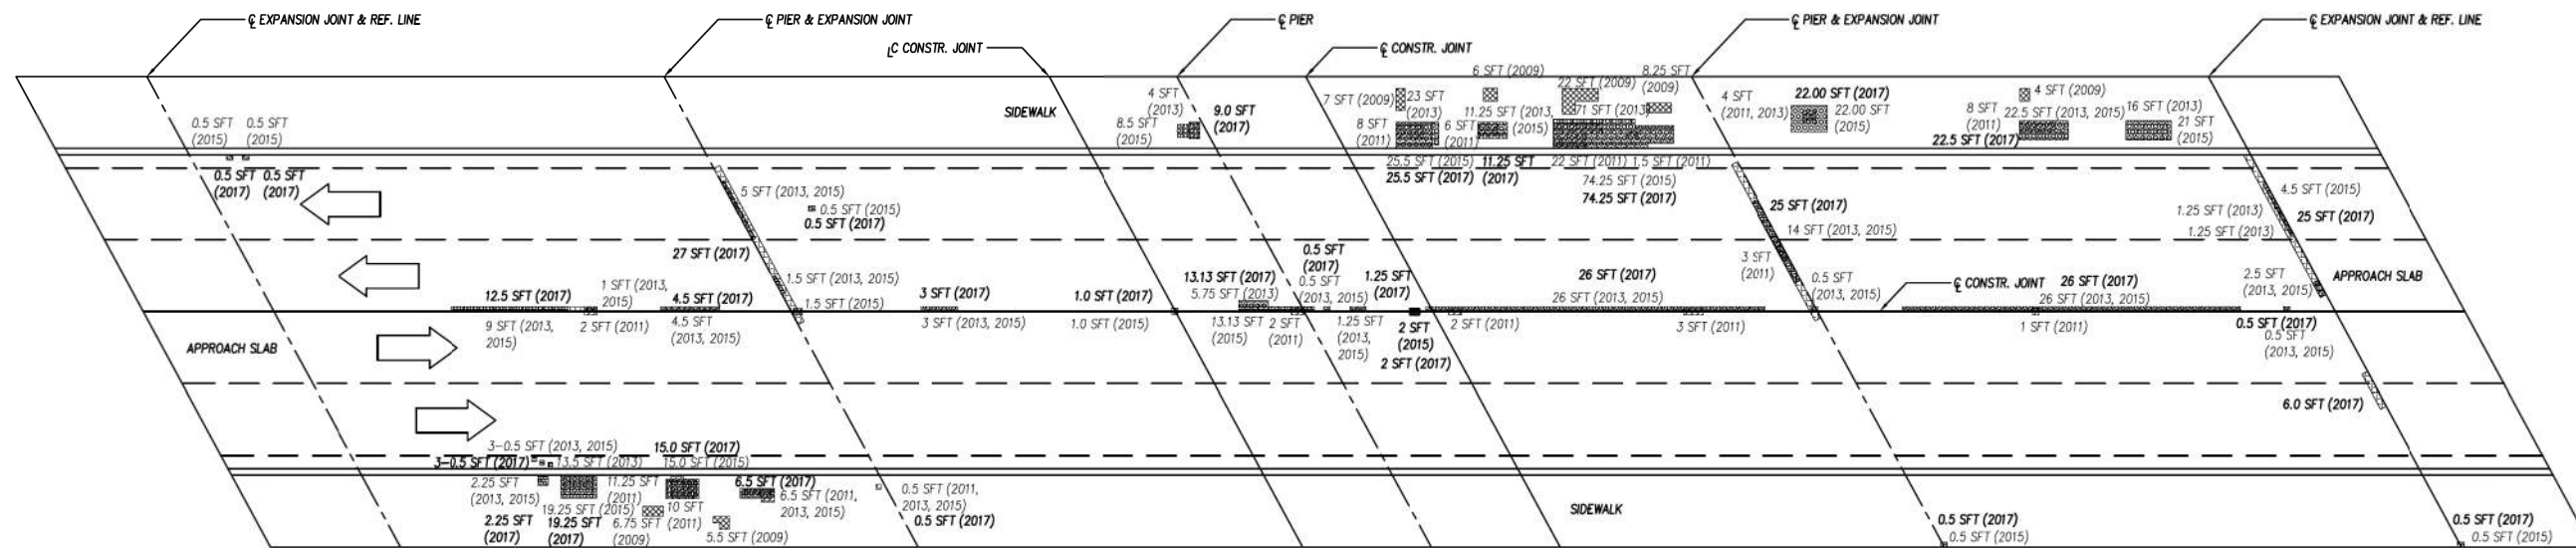 ℄ EXPANSION JOINT & REF. LINE
℄ PIER & EXPANSION JOINT
LC CONSTR. JOINT
℄ PIER
℄ CONSTR. JOINT
℄ PIER & EXPANSION JOINT
℄ EXPANSION JOINT & REF. LINE
SIDEWALK
0.5 SFT
(2015)
0.5 SFT
(2015)
0.5 SFT
(2017)
0.5 SFT
(2017)
4 SFT
(2013)
8.5 SFT
(2015)
9.0 SFT
(2017)
7 SFT (2009)
23 SFT
(2013)
8 SFT
(2011)
6 SFT
(2011)
6 SFT (2009)
11.25 SFT (2013,
(2015)
22 SFT (2009)
71 SFT (2013)
8.25 SFT
(2009)
25.5 SFT (2015)
25.5 SFT (2017)
11.25 SFT
(2017)
22 SFT (2011)
1.5 SFT (2011)
74.25 SFT (2015)
74.25 SFT (2017)
4 SFT
(2011, 2013)
22.00 SFT (2017)
22.00 SFT
(2015)
4 SFT (2009)
8 SFT
(2011)
22.5 SFT (2013, 2015)
22.5 SFT (2017)
16 SFT (2013)
21 SFT
(2015)
5 SFT (2013, 2015)
0.5 SFT (2015)
0.5 SFT (2017)
27 SFT (2017)
1.5 SFT (2013, 2015)
1.5 SFT (2015)
25 SFT (2017)
14 SFT (2013, 2015)
3 SFT
(2011)
0.5 SFT
(2013, 2015)
4.5 SFT (2015)
1.25 SFT (2013)
25 SFT (2017)
1.25 SFT (2013)
2.5 SFT
(2013, 2015)
APPROACH SLAB
12.5 SFT (2017)
1 SFT (2013,
2015)
4.5 SFT (2017)
9 SFT (2013,
2015)
2 SFT (2011)
4.5 SFT
(2013, 2015)
3 SFT (2017)
3 SFT (2013, 2015)
1.0 SFT (2017)
1.0 SFT (2015)
13.13 SFT (2017)
5.75 SFT (2013)
13.13 SFT
(2015)
2 SFT
(2011)
0.5 SFT
(2017)
0.5 SFT
(2013, 2015)
1.25 SFT
(2017)
1.25 SFT
(2013,
2015)
2 SFT
(2015)
2 SFT (2017)
26 SFT (2017)
26 SFT (2013, 2015)
2 SFT (2011)
3 SFT (2011)
℄ CONSTR. JOINT
26 SFT (2017)
26 SFT (2013, 2015)
1 SFT (2011)
0.5 SFT (2017)
0.5 SFT
(2013, 2015)
APPROACH SLAB
6.0 SFT (2017)
3-0.5 SFT (2013, 2015)
3-0.5 SFT (2017)
13.5 SFT (2013)
15.0 SFT (2017)
15.0 SFT (2015)
2.25 SFT
(2013, 2015)
11.25 SFT
(2011)
19.25 SFT (2015)
2.25 SFT
(2017)
19.25 SFT
(2017)
6.75 SFT
(2009)
10 SFT
(2011)
6.5 SFT (2017)
6.5 SFT (2011,
2013, 2015)
5.5 SFT (2009)
0.5 SFT (2011,
2013, 2015)
0.5 SFT (2017)
SIDEWALK
0.5 SFT (2017)
0.5 SFT (2015)
0.5 SFT (2017)
0.5 SFT (2015)